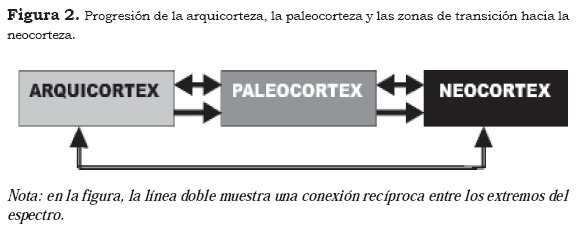 Figura 2. Progresión de la arquicorteza, la paleocorteza y las zonas de transición hacia la
neocorteza.
ARQUICORTEX PALEOCORTEX NEOCORTEX
Nota: en la figura, la línea doble muestra una conexión recíproca entre los extremos del
espectro.